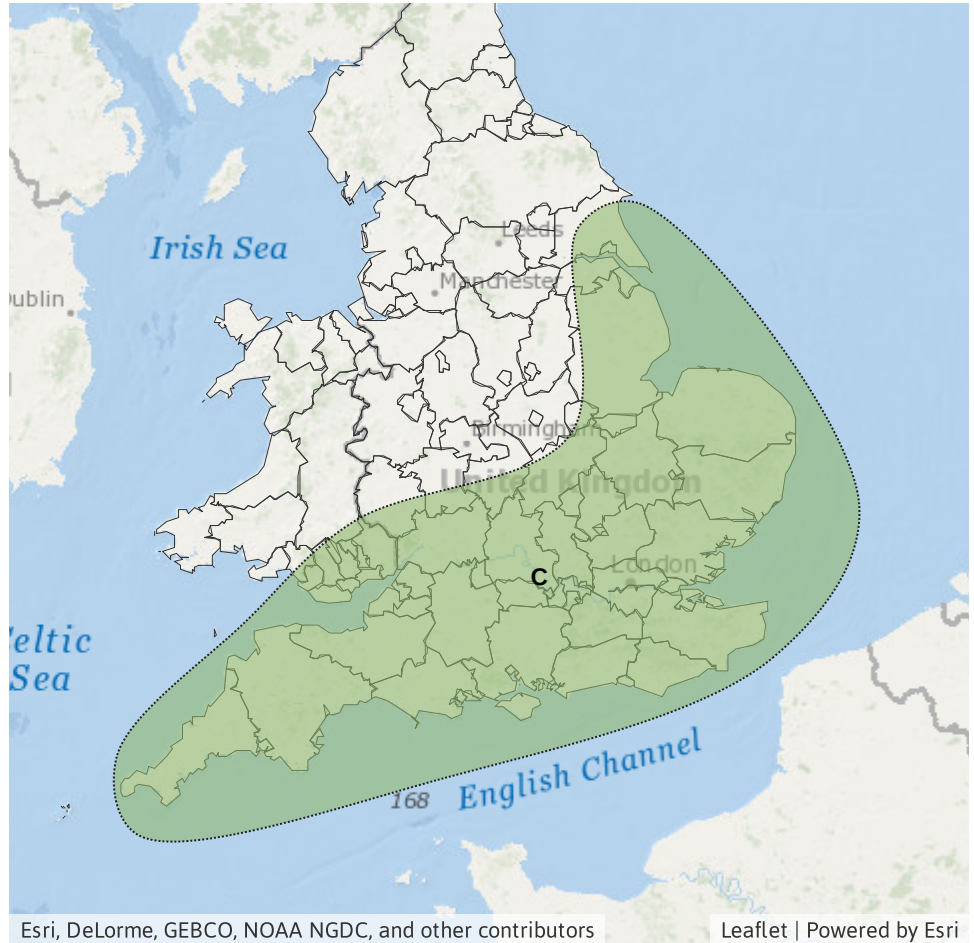 Leeds
Irish Sea
Manchester
ublin
Birmingham
United Kingdom
London
C
eltic
Sea
English Channel
168
Esri, DeLorme, GEBCO, NOAA NGDC, and other contributors
Leaflet | Powered by Esri